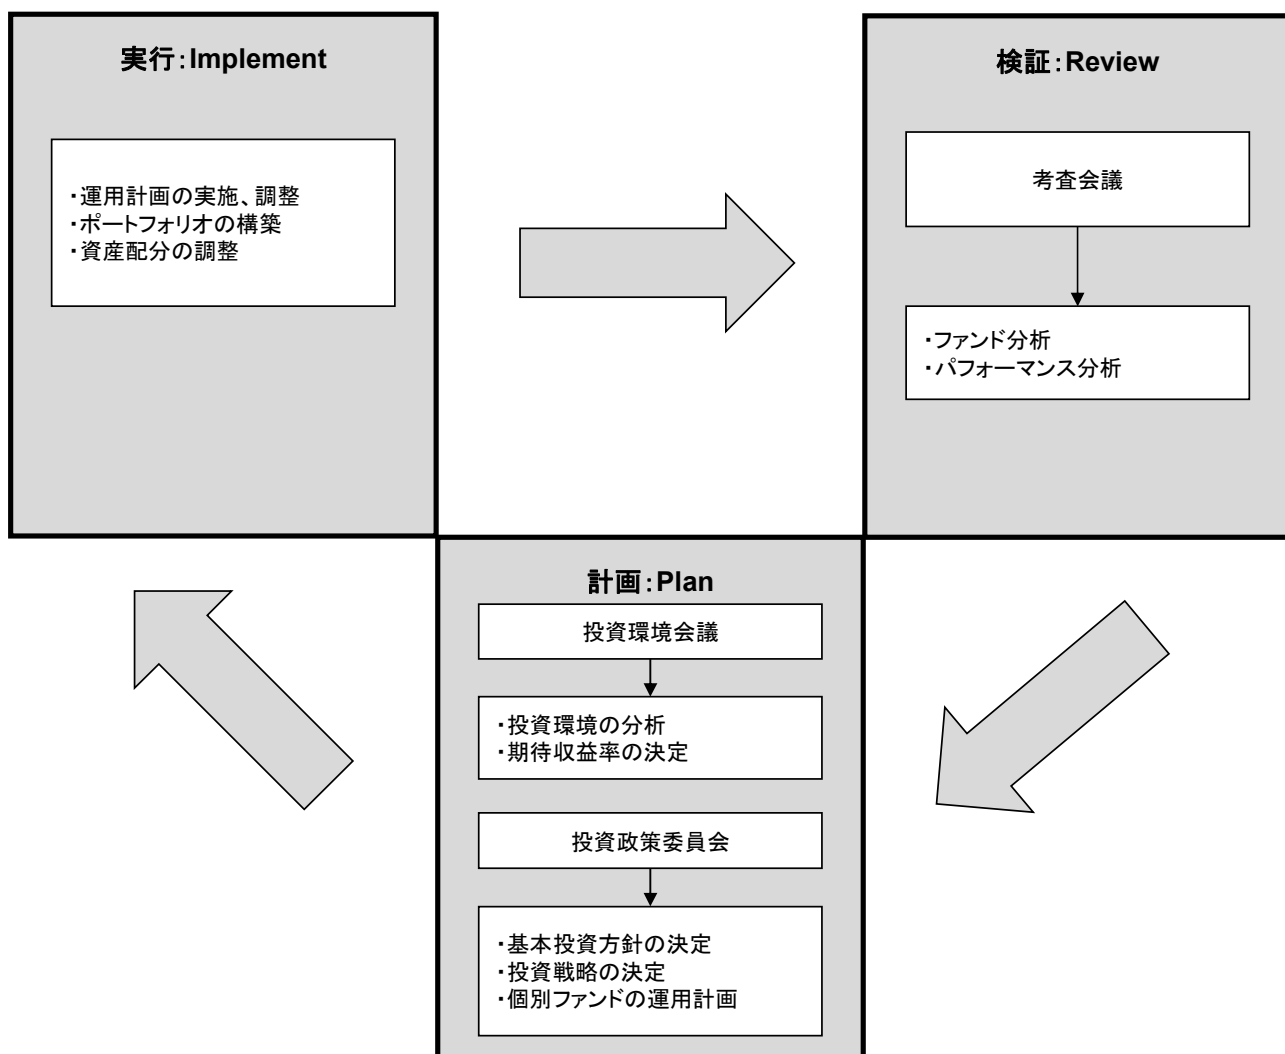 実行:Implement
・運用計画の実施、調整
・ポートフォリオの構築
・資産配分の調整
検証:Review
考査会議
・ファンド分析
・パフォーマンス分析
計画:Plan
投資環境会議
・投資環境の分析
・期待収益率の決定
投資政策委員会
・基本投資方針の決定
・投資戦略の決定
・個別ファンドの運用計画